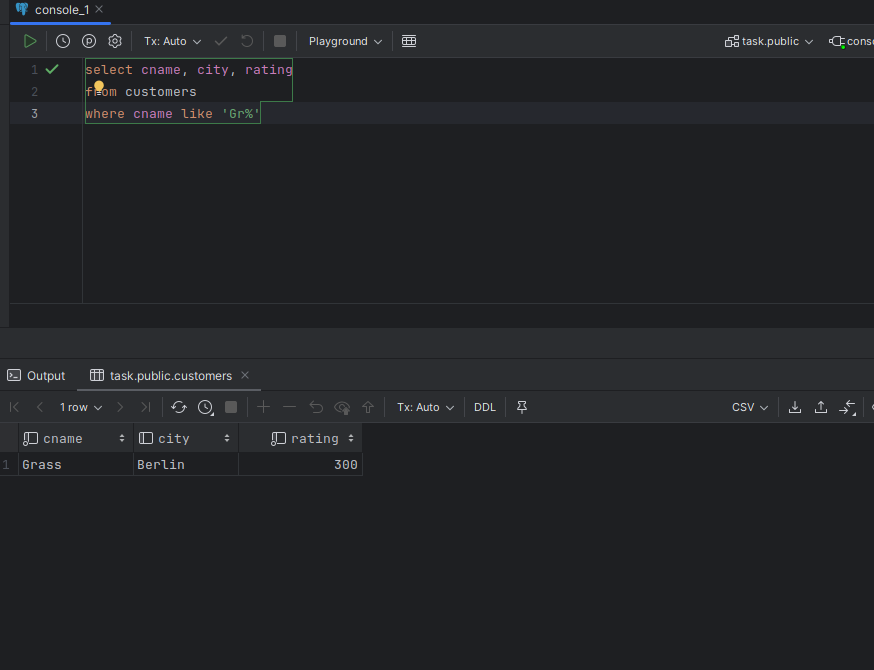 console_1
Tx: Auto
Playground
task.public
1
select cname, city, rating
2
from customers
3
where cname like 'Gr%'
Output
task.public.customers
1 row
Tx: Auto
DDL
CSV
cname
city
rating
1
Grass
Berlin
300